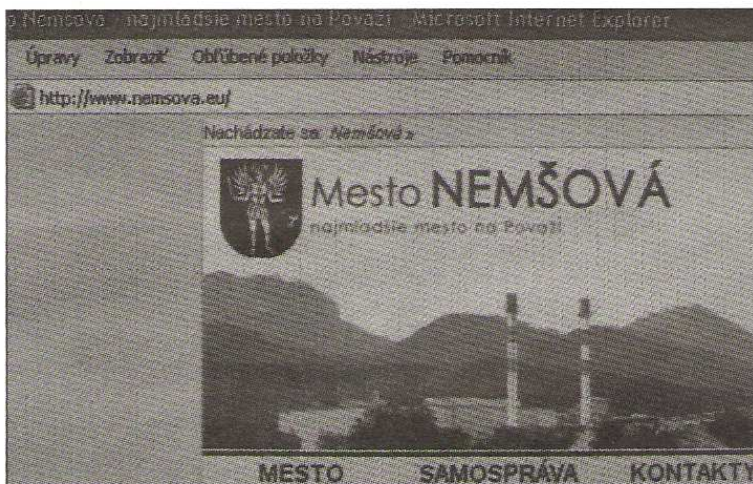 o Nemšová - najmladšie mesto na Považí - Microsoft Internet Explorer
Úpravy Zobraziť Obľúbené položky Nástroje Pomocník
http://www.nemsova.eu/
Nachádzate sa: Nemšová »
Mesto NEMŠOVÁ
najmladšie mesto na Považí
MESTO SAMOSPRÁVA KONTAKTY